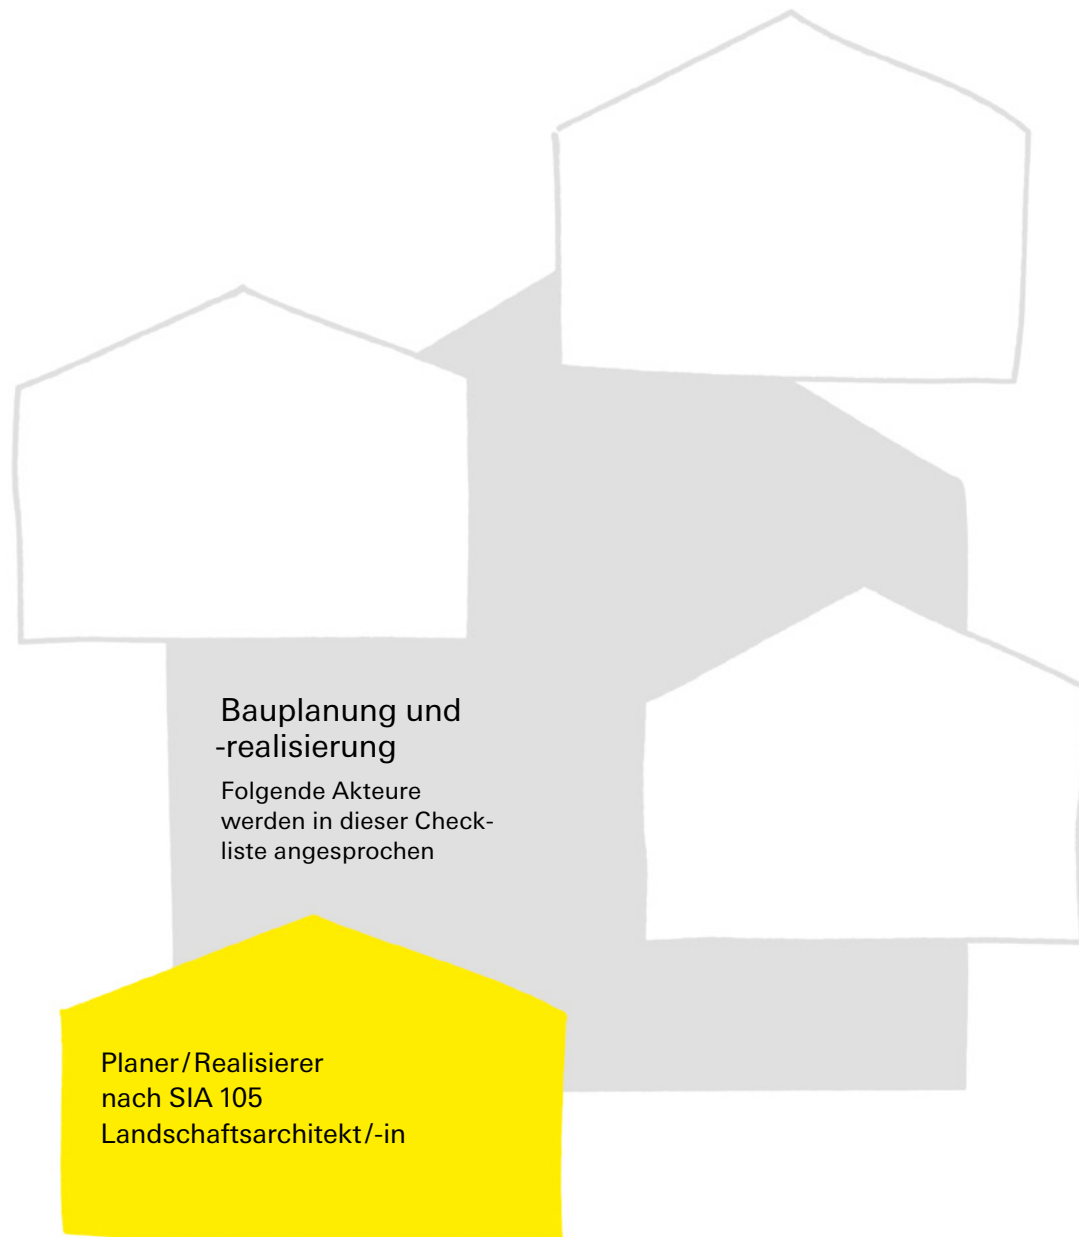 Bauplanung und
-realisierung
Folgende Akteure
werden in dieser Check-
liste angesprochen
Planer/Realisierer
nach SIA 105
Landschaftsarchitekt/-in